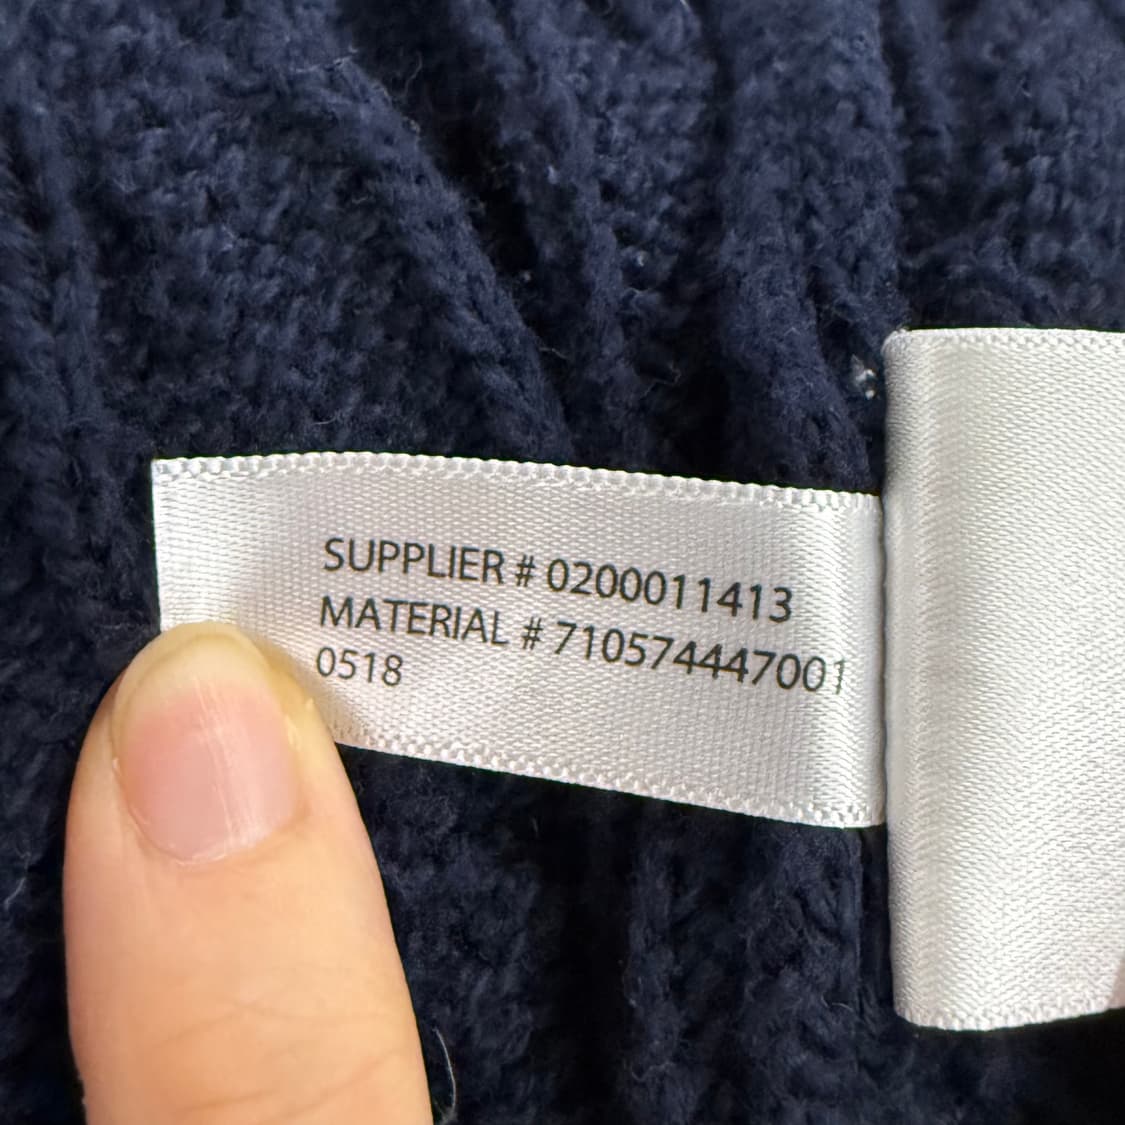 SUPPLIER # 0200011413
MATERIAL # 710574447001
0518